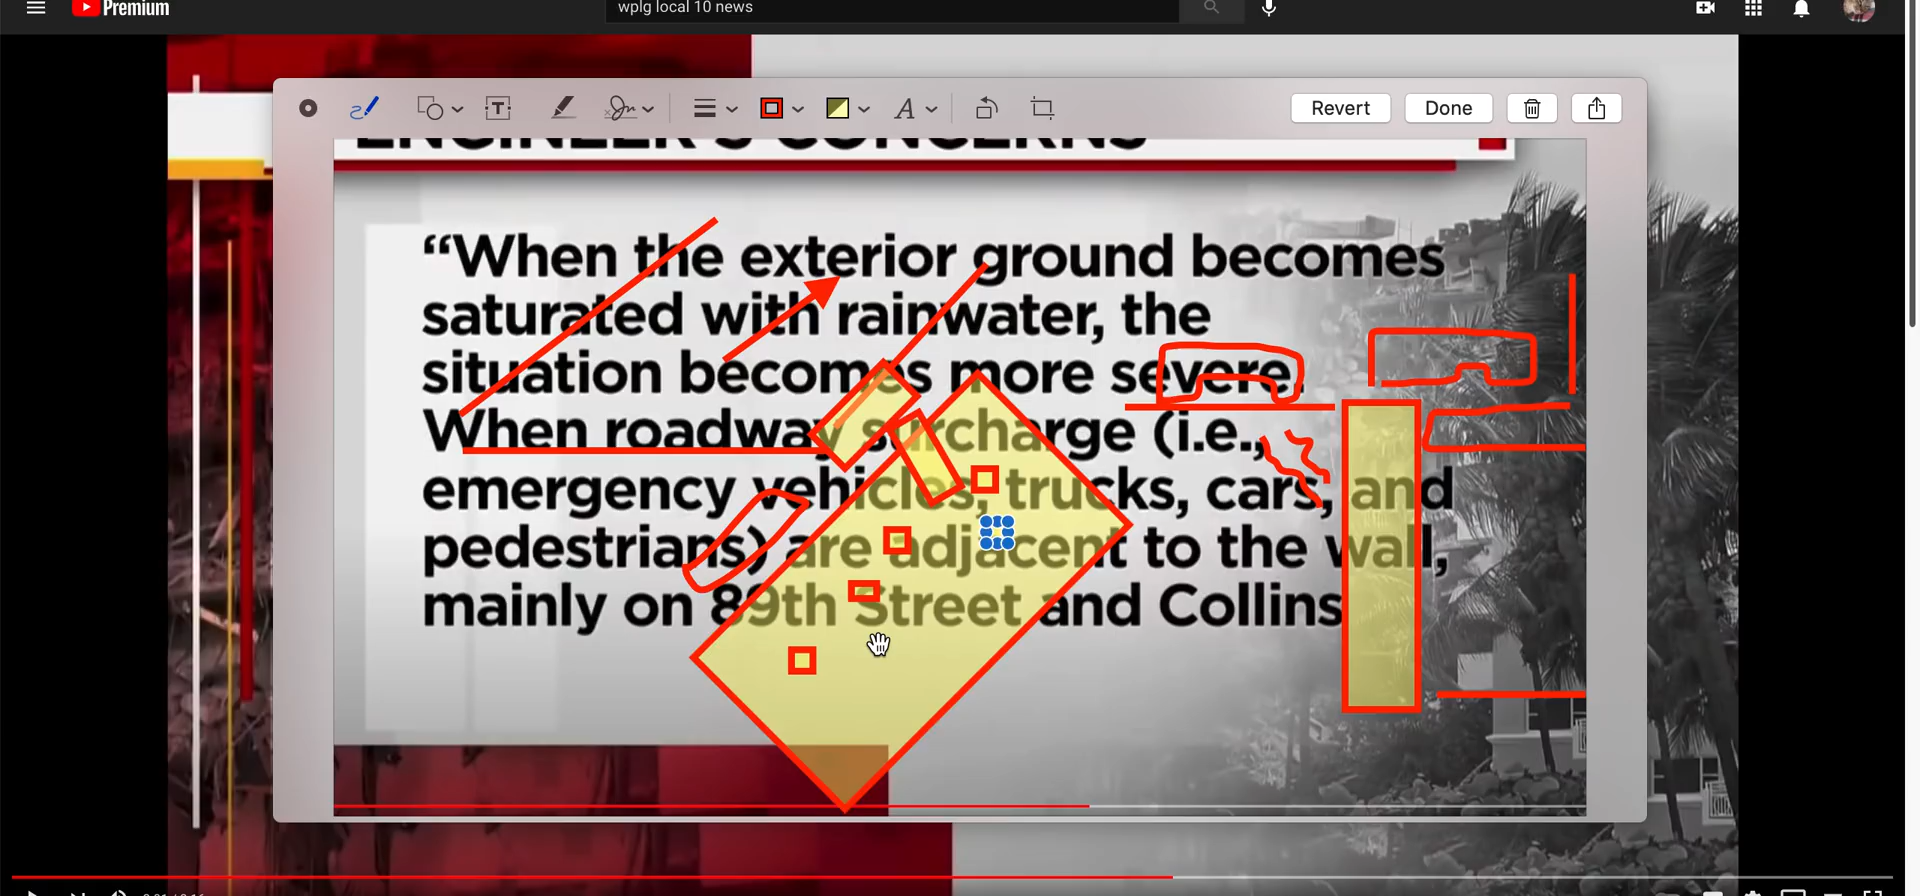 Premium
wplg local 10 news
Revert
Done
ENGINEER'S CONCERNS
“When the exterior ground becomes
saturated with rainwater, the
situation becomes more severe.
When roadway surcharge (i.e.,
emergency vehicles, trucks, cars, and
pedestrians) are adjacent to the wall,
mainly on 89th Street and Collins